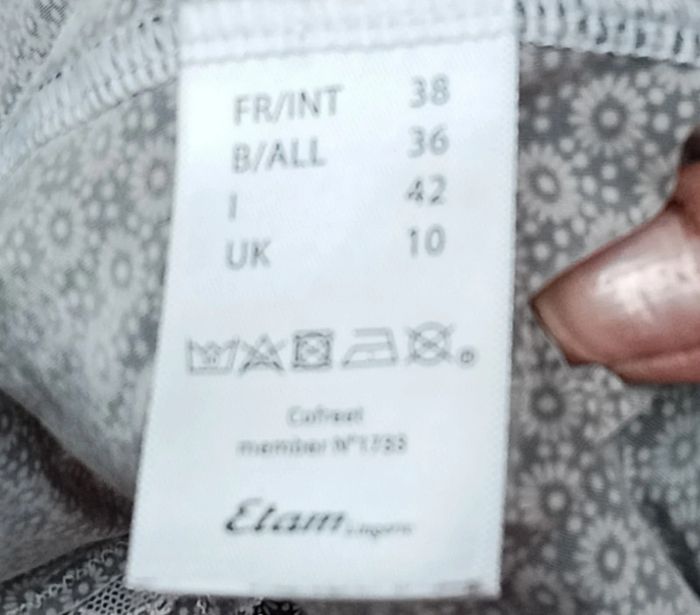 FR/INT 38
B/ALL 36
I 42
UK 10
Cofreet
member N°1733
Etam Lingerie